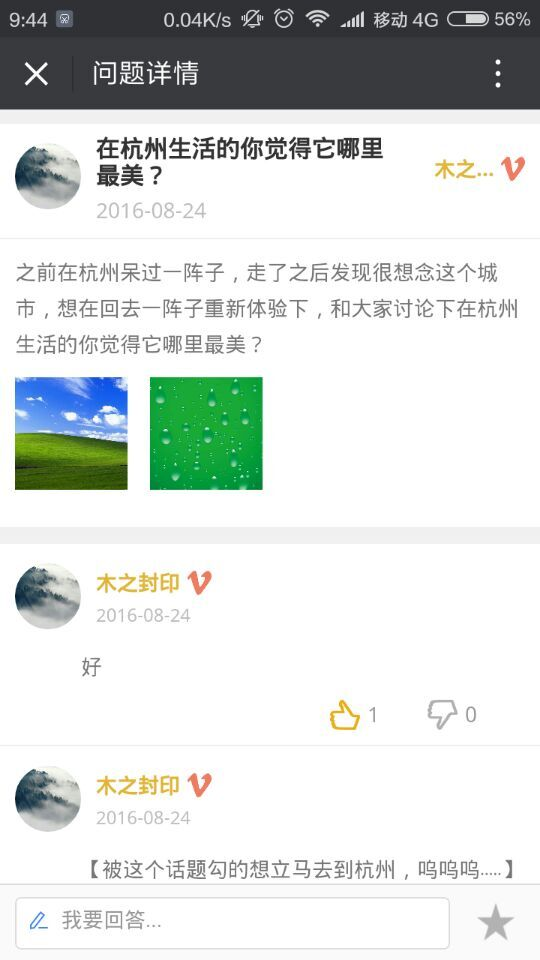 9:44 0.04K/s 移动 4G 56%
问题详情
在杭州生活的你觉得它哪里
最美？
木之...
2016-08-24
之前在杭州呆过一阵子，走了之后发现很想念这个城
市，想在回去一阵子重新体验下，和大家讨论下在杭州
生活的你觉得它哪里最美？
木之封印
2016-08-24
好
1 0
木之封印
2016-08-24
【被这个话题勾的想立马去到杭州，呜呜呜.....】
我要回答...